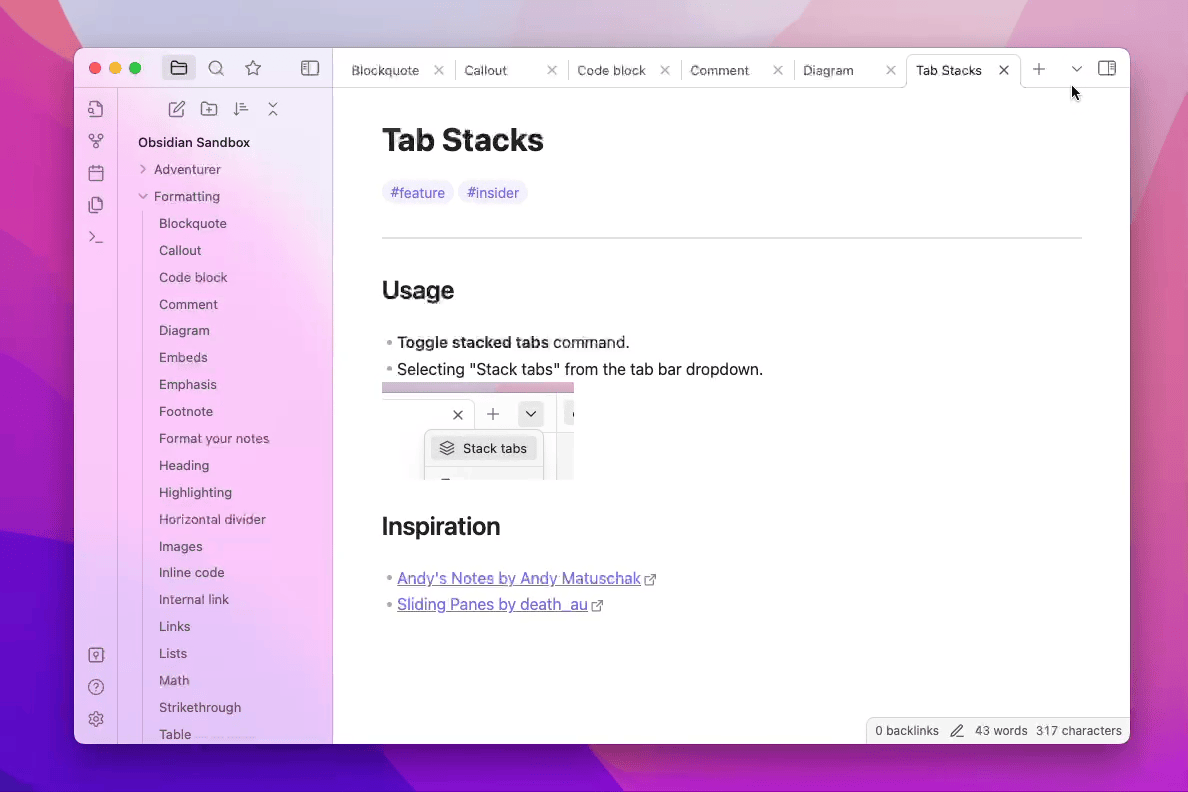 Blockquote
Callout
Code block
Comment
Diagram
Tab Stacks
Obsidian Sandbox
Adventurer
Formatting
Blockquote
Callout
Code block
Comment
Diagram
Embeds
Emphasis
Footnote
Format your notes
Heading
Highlighting
Horizontal divider
Images
Inline code
Internal link
Links
Lists
Math
Strikethrough
Table
Tab Stacks
#feature #insider
Usage
Toggle stacked tabs command.
Selecting "Stack tabs" from the tab bar dropdown.
Stack tabs
Inspiration
Andy's Notes by Andy Matuschak
Sliding Panes by death_au
0 backlinks 43 words 317 characters